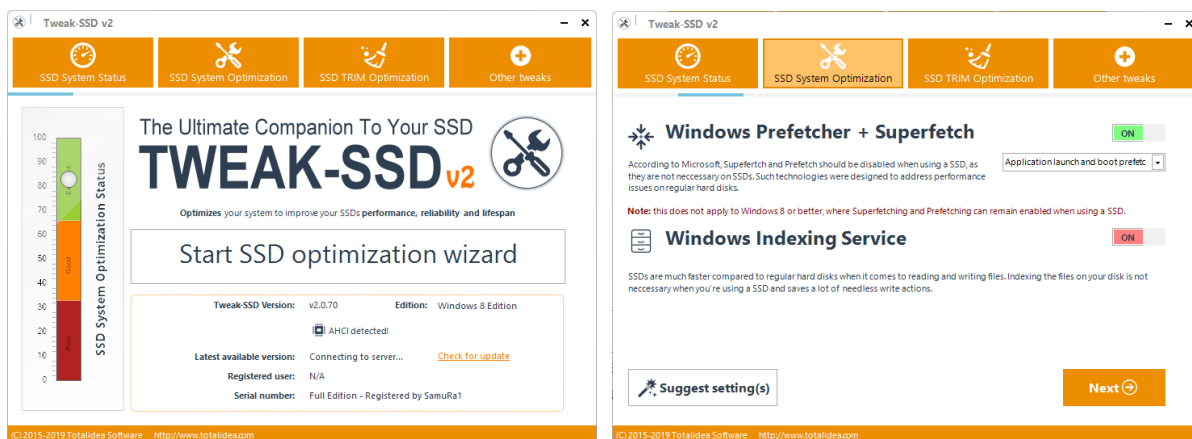 Tweak-SSD v2
SSD System Status
SSD System Optimization
SSD TRIM Optimization
Other tweaks
100
90
80
70
60
50
40
30
20
10
0
Good
Poor
SSD System Optimization Status
The Ultimate Companion To Your SSD
TWEAK-SSD v2
Optimizes your system to improve your SSDs performance, reliability and lifespan
Start SSD optimization wizard
Tweak-SSD Version: v2.0.70 Edition: Windows 8 Edition
AHCI detected!
Latest available version: Connecting to server... Check for update
Registered user: N/A
Serial number: Full Edition - Registered by SamuRa1
(C) 2015-2019 Totalidea Software http://www.totalidea.com
Tweak-SSD v2
SSD System Status
SSD System Optimization
SSD TRIM Optimization
Other tweaks
Windows Prefetcher + Superfetch
ON
According to Microsoft, Supefertch and Prefetch should be disabled when using a SSD, as
they are not neccessary on SSDs. Such technologies were designed to address performance
issues on regular hard disks.
Application launch and boot prefetc
Note: this does not apply to Windows 8 or better, where Superfetching and Prefetching can remain enabled when using a SSD.
Windows Indexing Service
ON
SSDs are much faster compared to regular hard disks when it comes to reading and writing files. Indexing the files on your disk is not
neccessary when you're using a SSD and saves a lot of needless write actions.
Suggest setting(s)
Next
(C) 2015-2019 Totalidea Software http://www.totalidea.com